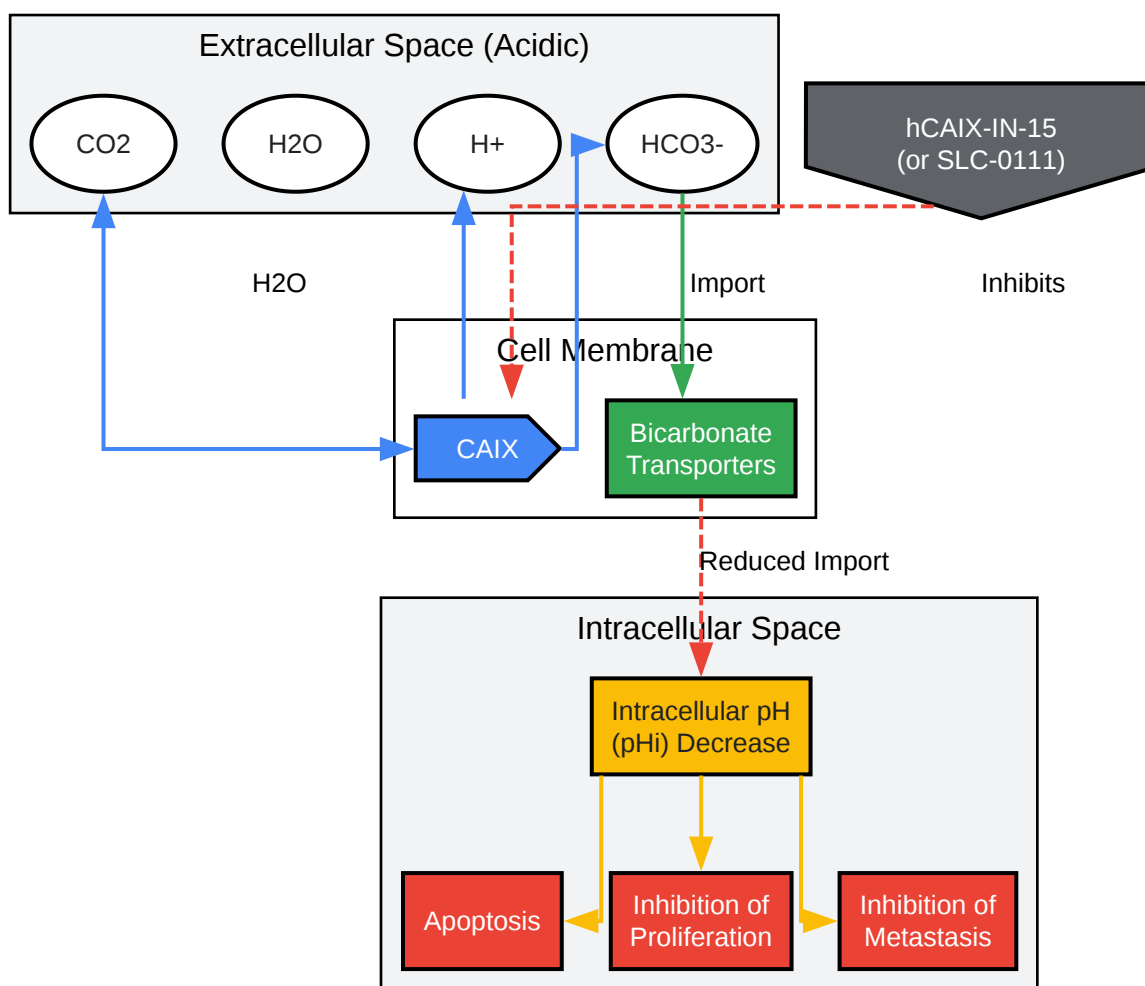 Extracellular Space (Acidic)
CO2
H2O
H+
HCO3-
hCAIX-IN-15
(or SLC-0111)
H2O
Import
Inhibits
Cell Membrane
CAIX
Bicarbonate
Transporters
Reduced Import
Intracellular Space
Intracellular pH
(pHi) Decrease
Apoptosis
Inhibition of
Proliferation
Inhibition of
Metastasis